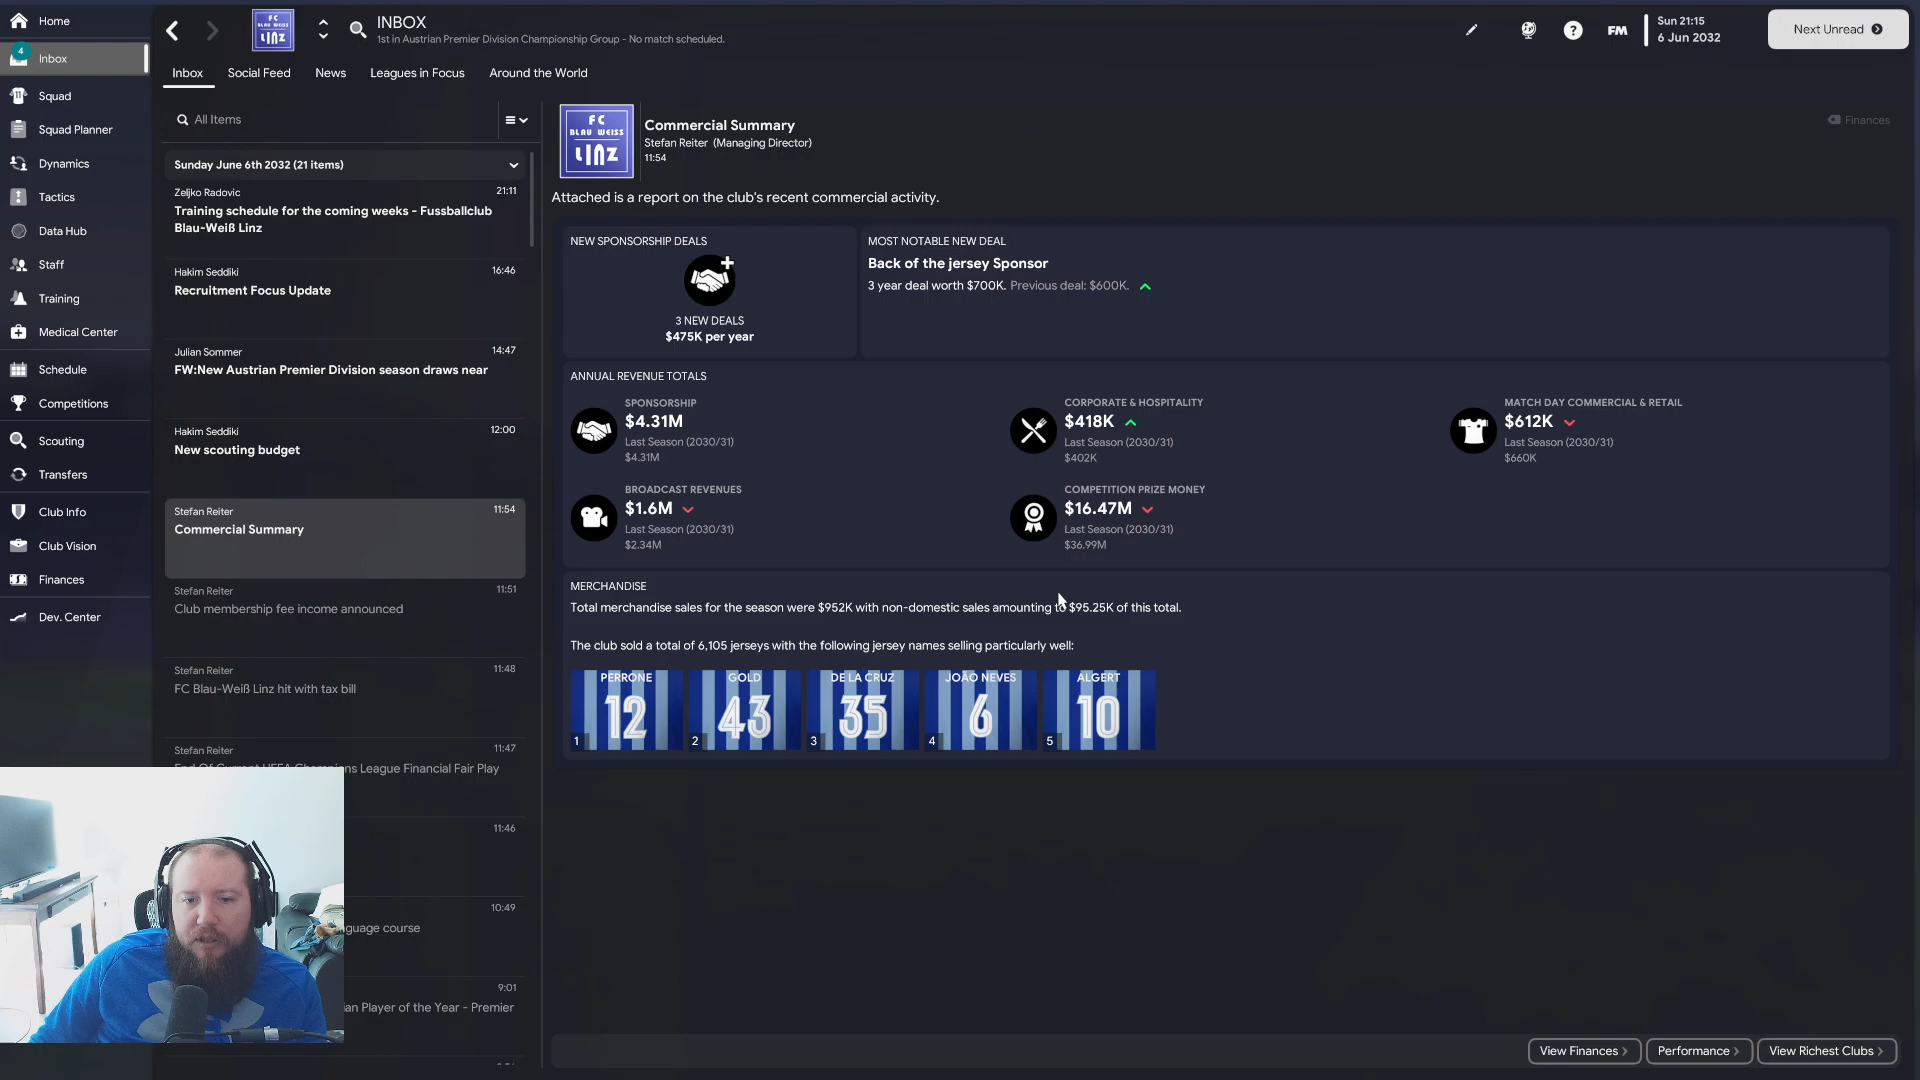 Home
4
Inbox
Squad
Squad Planner
Dynamics
Tactics
Data Hub
Staff
Training
Medical Center
Schedule
Competitions
Scouting
Transfers
Club Info
Club Vision
Finances
Dev. Center
FC
BLAU WEISS
LINZ
INBOX
1st in Austrian Premier Division Championship Group - No match scheduled.
FM
Sun 21:15
6 Jun 2032
Next Unread
Inbox
Social Feed
News
Leagues in Focus
Around the World
All Items
Sunday June 6th 2032 (21 items)
Zeljko Radovic
21:11
Training schedule for the coming weeks - Fussballclub
Blau-Weiß Linz
Hakim Seddiki
16:46
Recruitment Focus Update
Julian Sommer
14:47
FW:New Austrian Premier Division season draws near
Hakim Seddiki
12:00
New scouting budget
Stefan Reiter
11:54
Commercial Summary
Stefan Reiter
11:51
Club membership fee income announced
Stefan Reiter
11:48
FC Blau-Weiß Linz hit with tax bill
Stefan Reiter
11:47
End Of Current UEFA Champions League Financial Fair Play
11:46
10:49
guage course
9:01
ian Player of the Year - Premier
FC
BLAU WEISS
LINZ
Commercial Summary
Stefan Reiter (Managing Director)
11:54
Finances
Attached is a report on the club's recent commercial activity.
NEW SPONSORSHIP DEALS
3 NEW DEALS
$475K per year
MOST NOTABLE NEW DEAL
Back of the jersey Sponsor
3 year deal worth $700K. Previous deal: $600K.
ANNUAL REVENUE TOTALS
SPONSORSHIP
$4.31M
Last Season (2030/31)
$4.31M
CORPORATE & HOSPITALITY
$418K
Last Season (2030/31)
$402K
MATCH DAY COMMERCIAL & RETAIL
$612K
Last Season (2030/31)
$660K
BROADCAST REVENUES
$1.6M
Last Season (2030/31)
$2.34M
COMPETITION PRIZE MONEY
$16.47M
Last Season (2030/31)
$36.99M
MERCHANDISE
Total merchandise sales for the season were $952K with non-domestic sales amounting to $95.25K of this total.
The club sold a total of 6,105 jerseys with the following jersey names selling particularly well:
PERRONE
12
1
GOLD
43
2
DE LA CRUZ
35
3
JOÃO NEVES
6
4
ALGERT
10
5
View Finances
Performance
View Richest Clubs